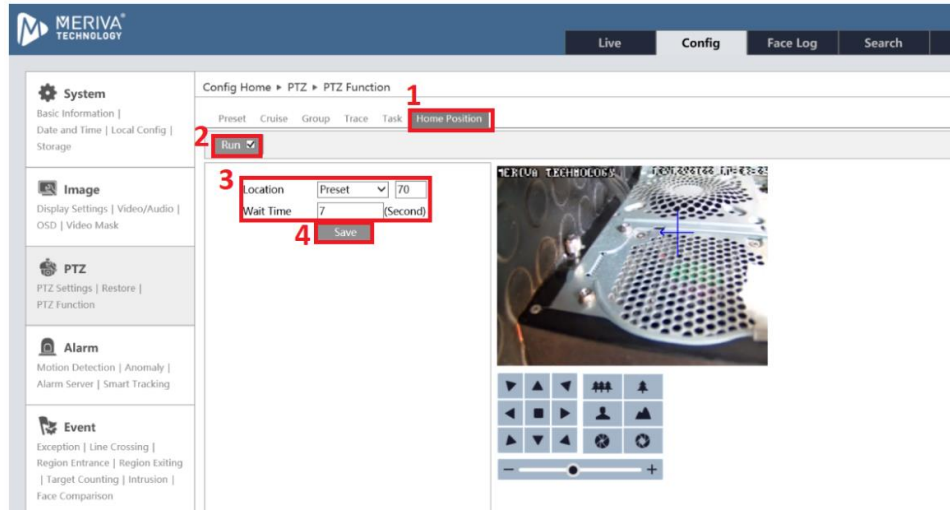 MERIVA®
TECHNOLOGY
Live Config Face Log Search
System
Basic Information |
Date and Time | Local Config |
Storage
Image
Display Settings | Video/Audio |
OSD | Video Mask
PTZ
PTZ Settings | Restore |
PTZ Function
Alarm
Motion Detection | Anomaly |
Alarm Server | Smart Tracking
Event
Exception | Line Crossing |
Region Entrance | Region Exiting
| Target Counting | Intrusion |
Face Comparison
Config Home ▸ PTZ ▸ PTZ Function
1
Preset Cruise Group Trace Task Home Position
2
Run
3
Location Preset 70
Wait Time 7 (Second)
4 Save
MERIVA TECHNOLOGY